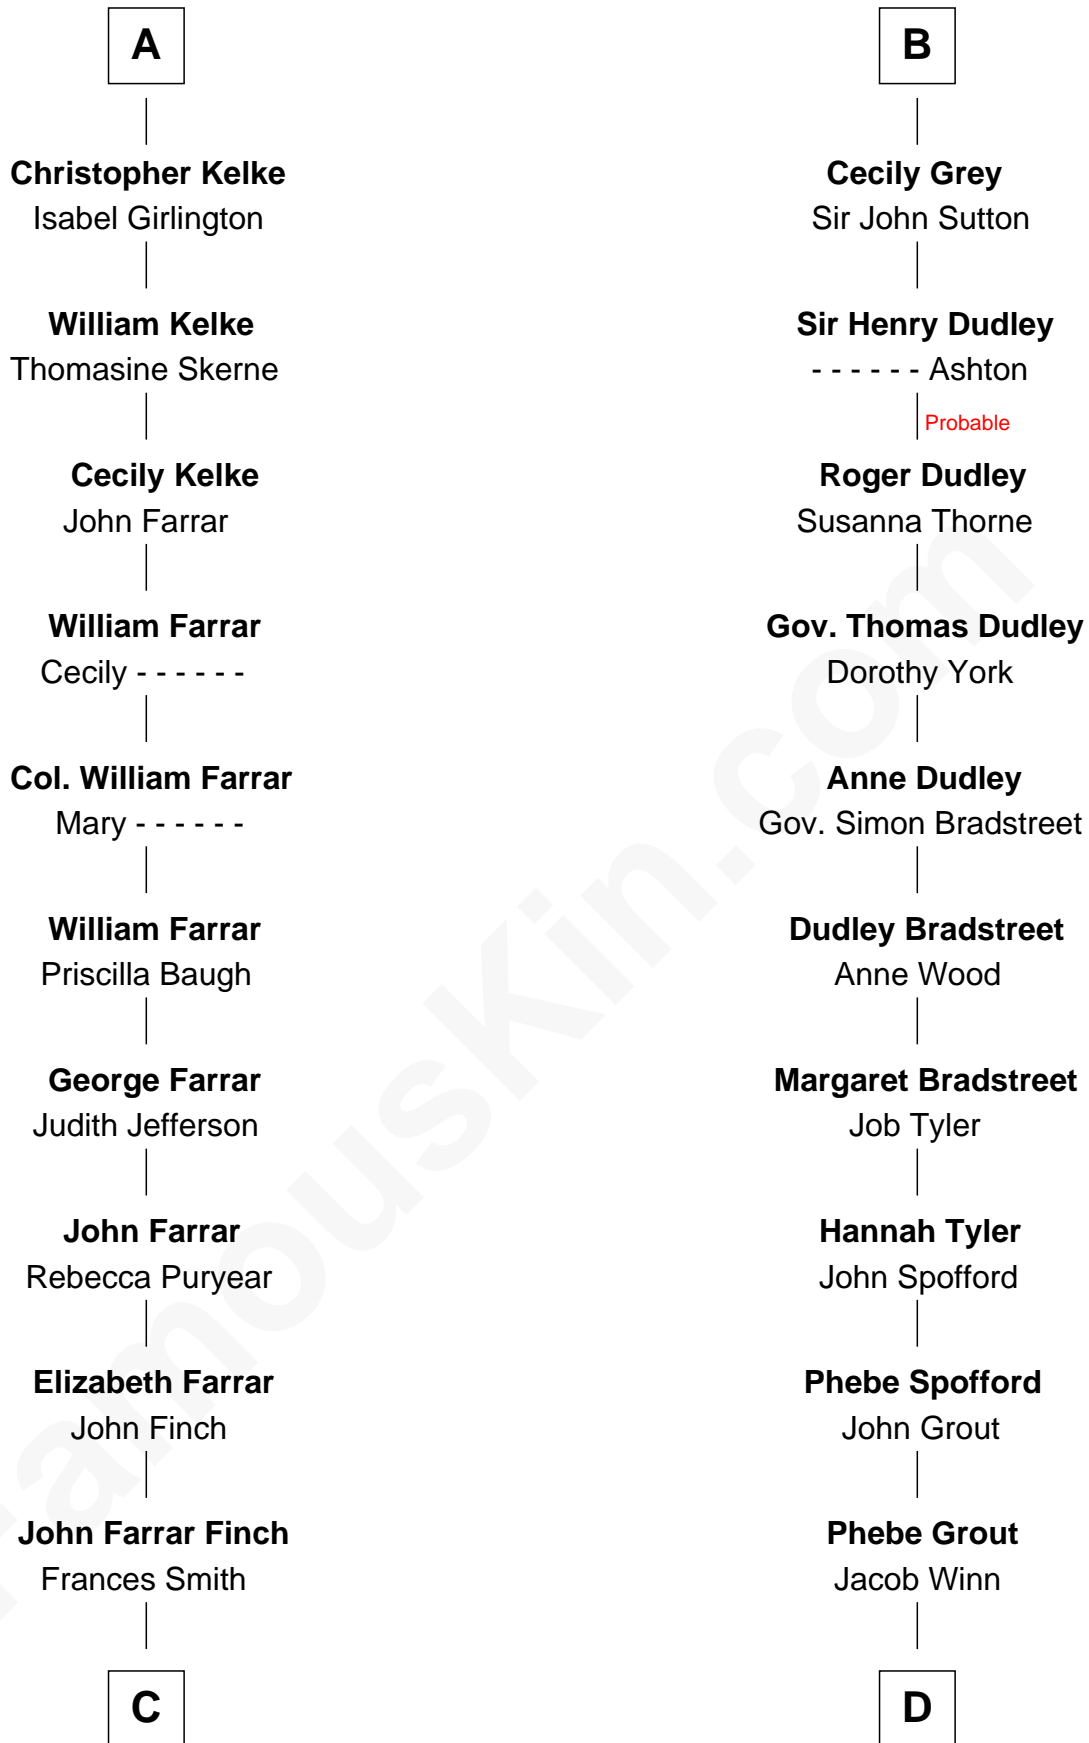 A
Christopher Kelke
Isabel Girlington
William Kelke
Thomasine Skerne
Cecily Kelke
John Farrar
William Farrar
Cecily - - - - - -
Col. William Farrar
Mary - - - - - -
William Farrar
Priscilla Baugh
George Farrar
Judith Jefferson
John Farrar
Rebecca Puryear
Elizabeth Farrar
John Finch
John Farrar Finch
Frances Smith
C
B
Cecily Grey
Sir John Sutton
Sir Henry Dudley
- - - - - - Ashton
Probable
Roger Dudley
Susanna Thorne
Gov. Thomas Dudley
Dorothy York
Anne Dudley
Gov. Simon Bradstreet
Dudley Bradstreet
Anne Wood
Margaret Bradstreet
Job Tyler
Hannah Tyler
John Spofford
Phebe Spofford
John Grout
Phebe Grout
Jacob Winn
D
FamousKin.com